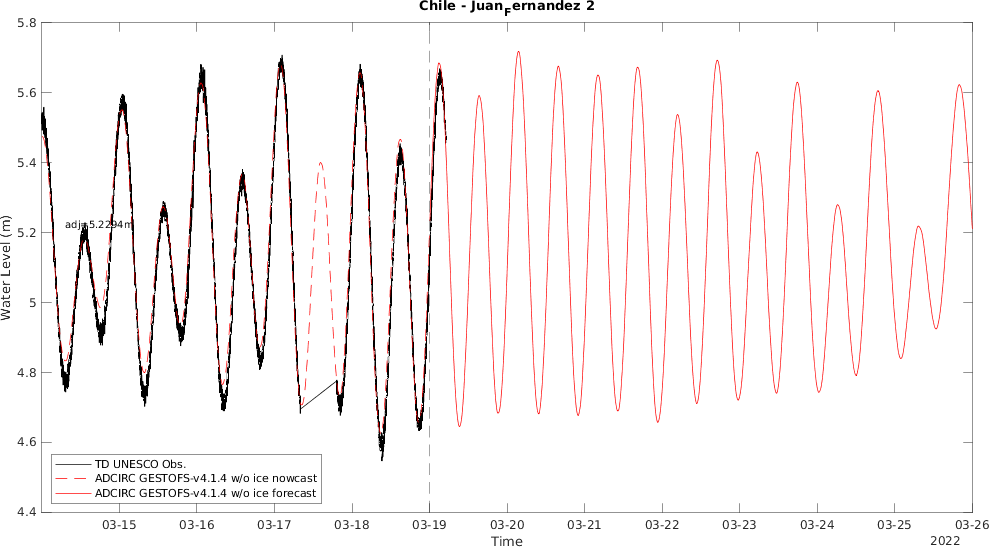 Chile - Juan_Fernandez 2
5.8
5.6
5.4
5.2
5
4.8
4.6
4.4
Water Level (m)
adj=5.2294m
TD UNESCO Obs.
ADCIRC GESTOFS-v4.1.4 w/o ice nowcast
ADCIRC GESTOFS-v4.1.4 w/o ice forecast
03-15 03-16 03-17 03-18 03-19 03-20 03-21 03-22 03-23 03-24 03-25 03-26
Time
2022